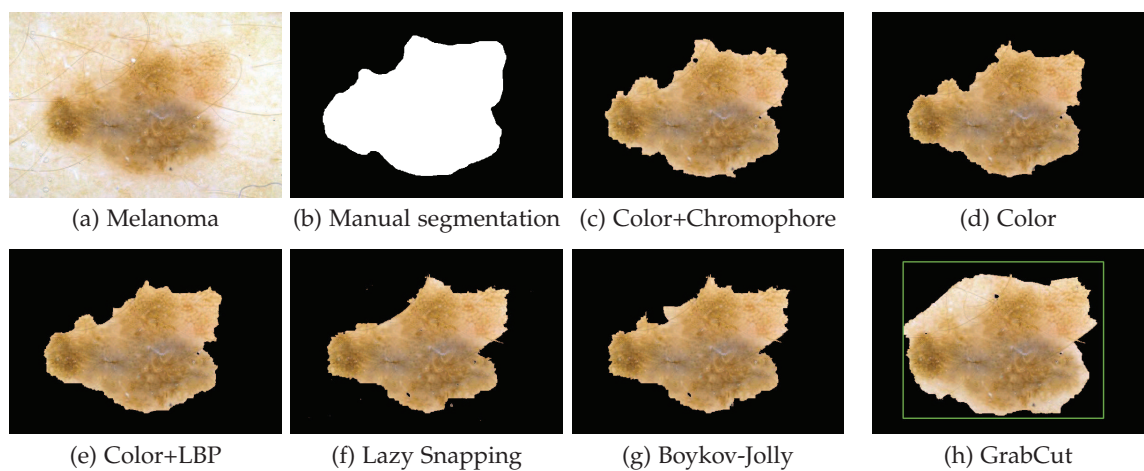 (a) Melanoma
(b) Manual segmentation
(c) Color+Chromophore
(d) Color
(e) Color+LBP
(f) Lazy Snapping
(g) Boykov-Jolly
(h) GrabCut